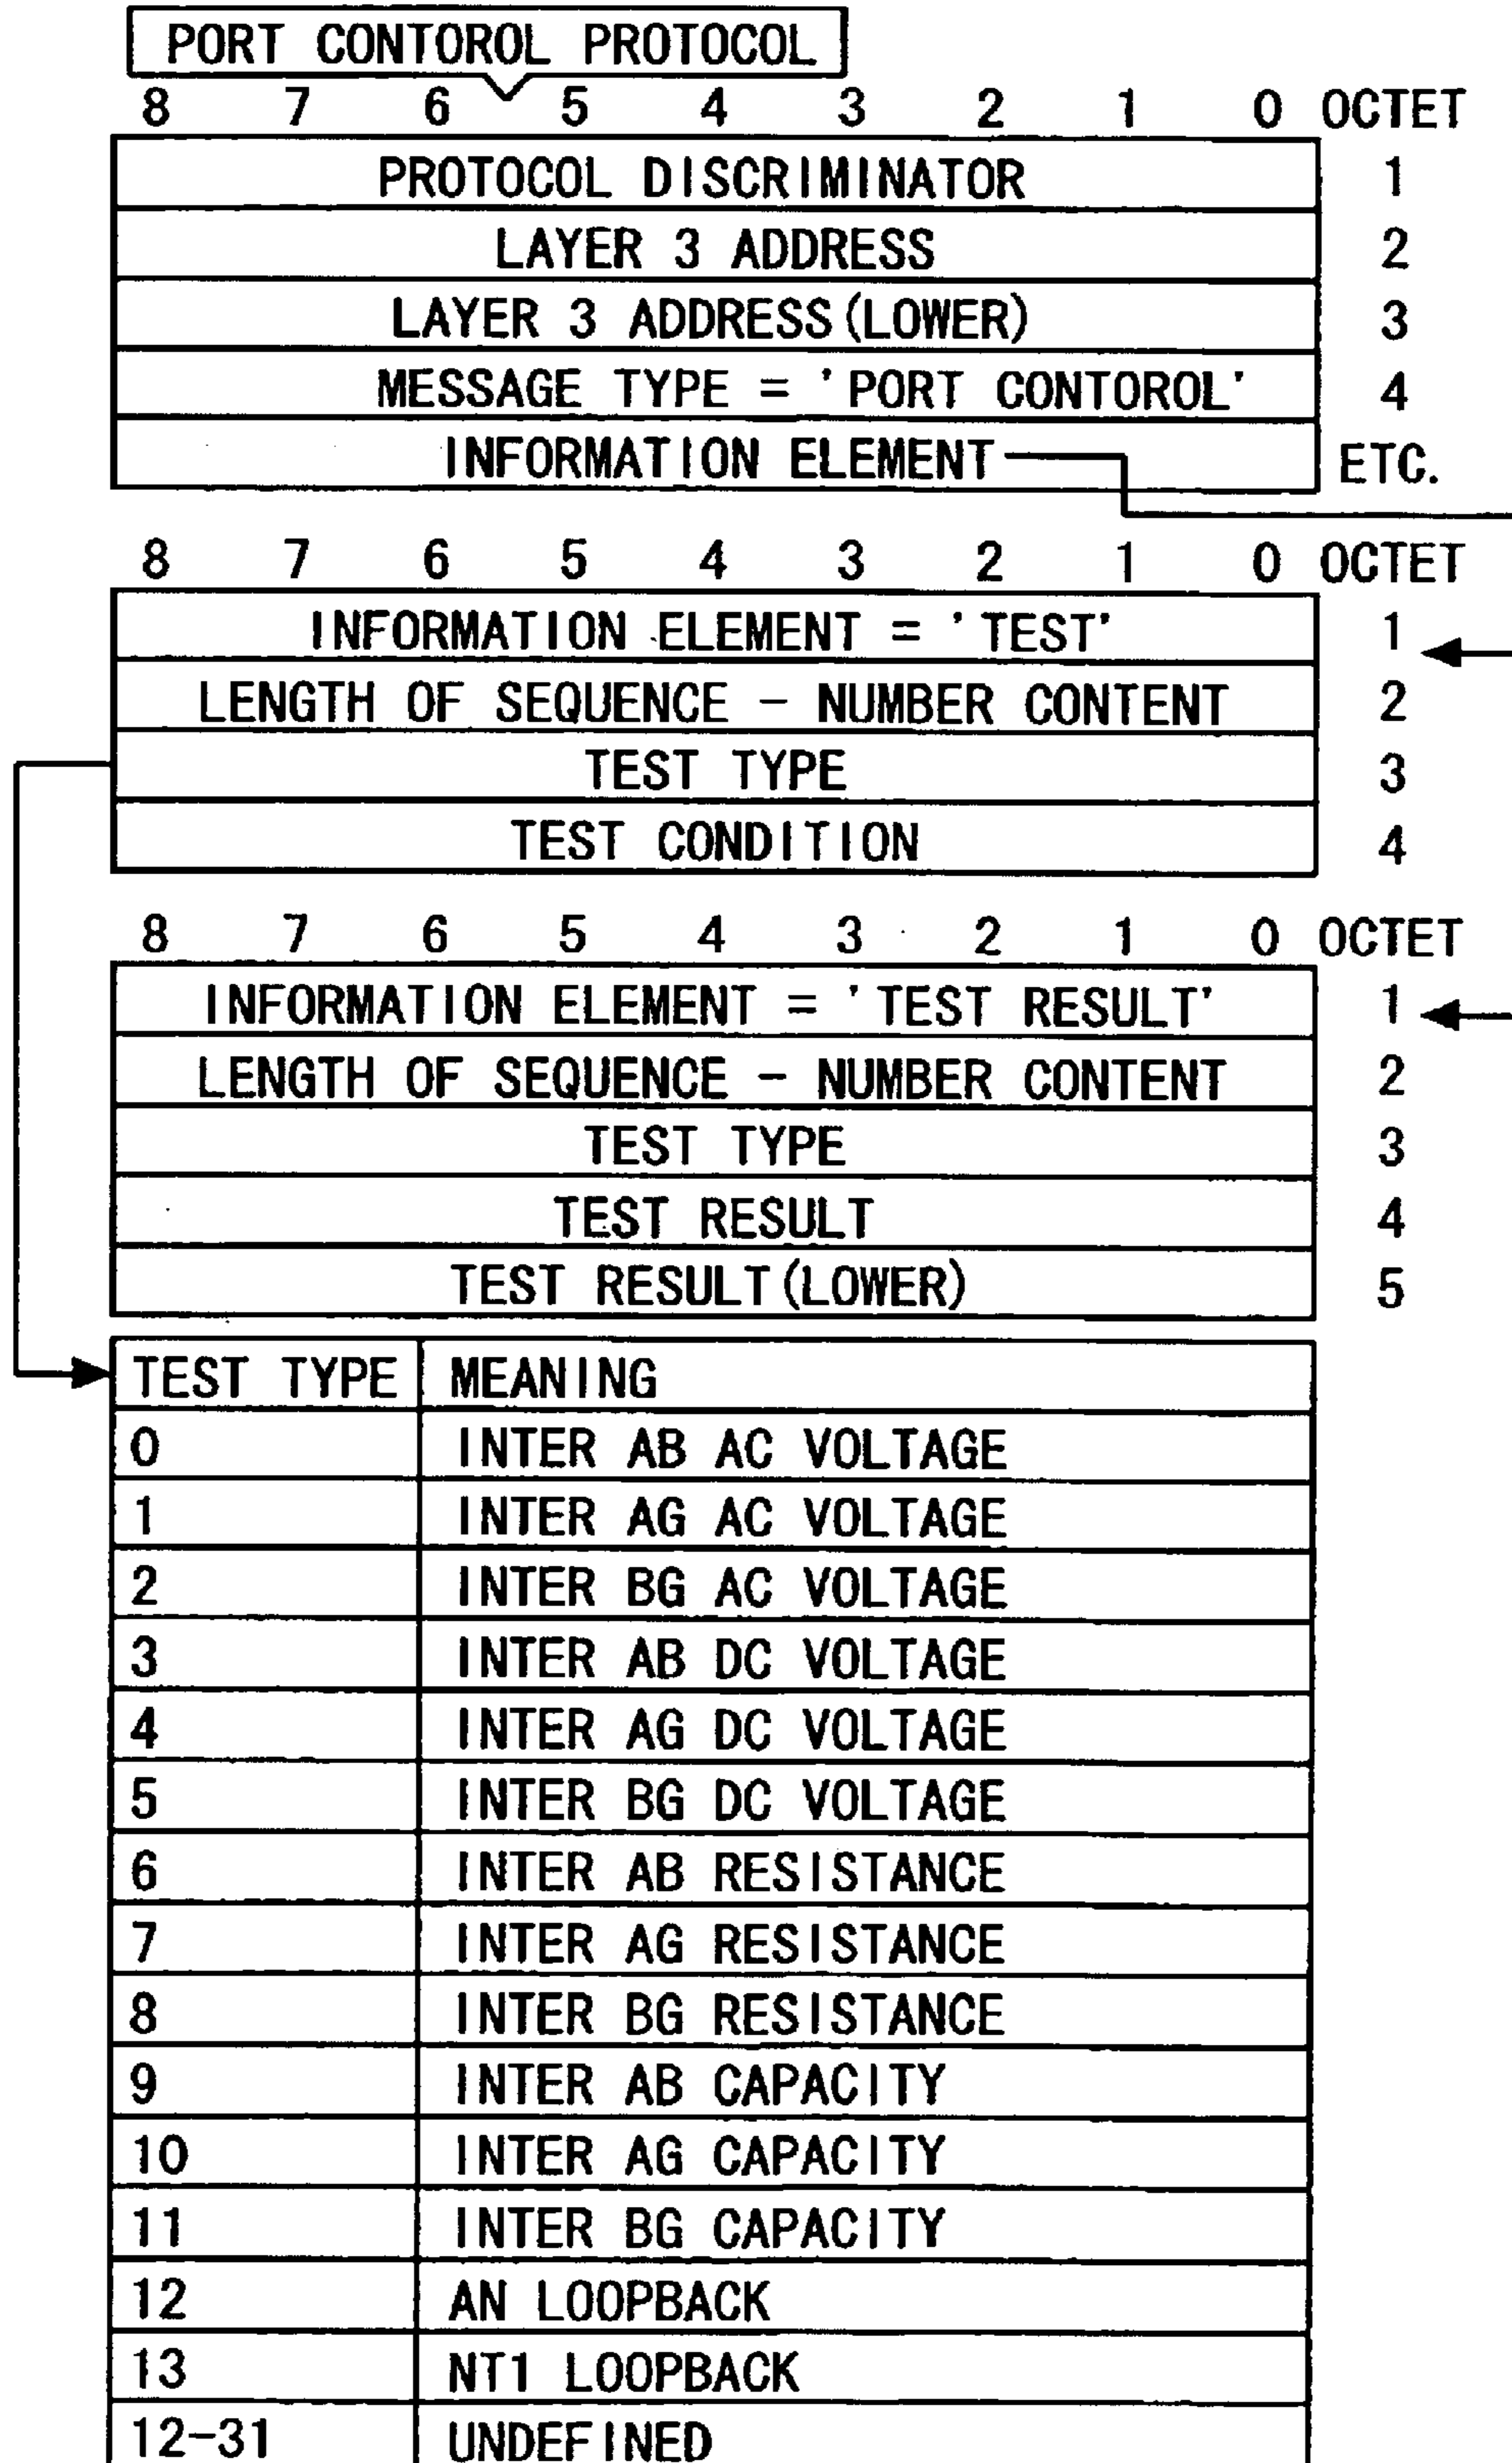 PORT CONTOROL PROTOCOL
8 7 6 5 4 3 2 1 0 OCTET
PROTOCOL DISCRIMINATOR 1
LAYER 3 ADDRESS 2
LAYER 3 ADDRESS(LOWER) 3
MESSAGE TYPE = 'PORT CONTOROL' 4
INFORMATION ELEMENT ETC.
8 7 6 5 4 3 2 1 0 OCTET
INFORMATION ELEMENT = 'TEST' 1
LENGTH OF SEQUENCE - NUMBER CONTENT 2
TEST TYPE 3
TEST CONDITION 4
8 7 6 5 4 3 2 1 0 OCTET
INFORMATION ELEMENT = 'TEST RESULT' 1
LENGTH OF SEQUENCE - NUMBER CONTENT 2
TEST TYPE 3
TEST RESULT 4
TEST RESULT(LOWER) 5
TEST TYPE MEANING
0 INTER AB AC VOLTAGE
1 INTER AG AC VOLTAGE
2 INTER BG AC VOLTAGE
3 INTER AB DC VOLTAGE
4 INTER AG DC VOLTAGE
5 INTER BG DC VOLTAGE
6 INTER AB RESISTANCE
7 INTER AG RESISTANCE
8 INTER BG RESISTANCE
9 INTER AB CAPACITY
10 INTER AG CAPACITY
11 INTER BG CAPACITY
12 AN LOOPBACK
13 NT1 LOOPBACK
12-31 UNDEFINED